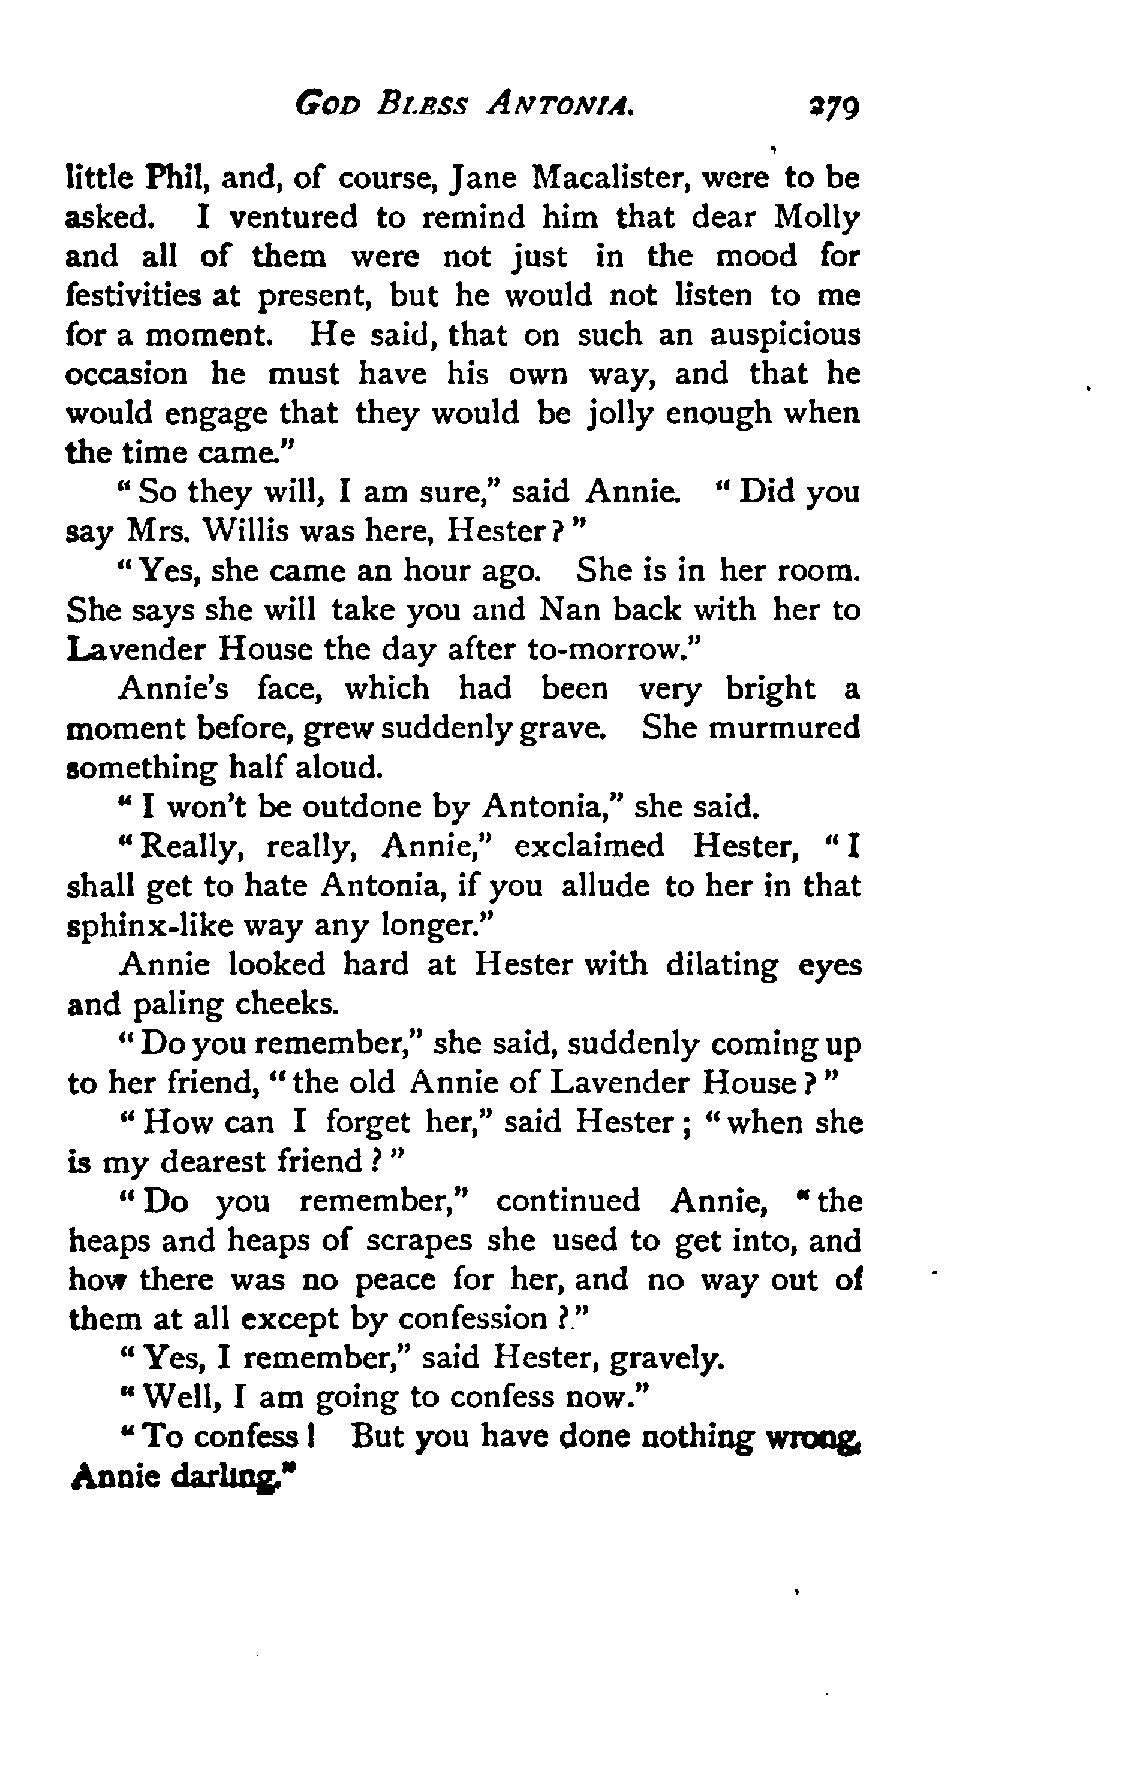 GOD BLESS ANTONIA. 279
little Phil, and, of course, Jane Macalister, were to be
asked. I ventured to remind him that dear Molly
and all of them were not just in the mood for
festivities at present, but he would not listen to me
for a moment. He said, that on such an auspicious
occasion he must have his own way, and that he
would engage that they would be jolly enough when
the time came."
"So they will, I am sure," said Annie. "Did you
say Mrs. Willis was here, Hester?"
"Yes, she came an hour ago. She is in her room.
She says she will take you and Nan back with her to
Lavender House the day after to-morrow."
Annie's face, which had been very bright a
moment before, grew suddenly grave. She murmured
something half aloud.
"I won't be outdone by Antonia," she said.
"Really, really, Annie," exclaimed Hester, "I
shall get to hate Antonia, if you allude to her in that
sphinx-like way any longer."
Annie looked hard at Hester with dilating eyes
and paling cheeks.
"Do you remember," she said, suddenly coming up
to her friend, "the old Annie of Lavender House?"
"How can I forget her," said Hester; "when she
is my dearest friend?"
"Do you remember," continued Annie, "the
heaps and heaps of scrapes she used to get into, and
how there was no peace for her, and no way out of
them at all except by confession?."
"Yes, I remember," said Hester, gravely.
"Well, I am going to confess now."
"To confess! But you have done nothing wrong,
Annie darling."